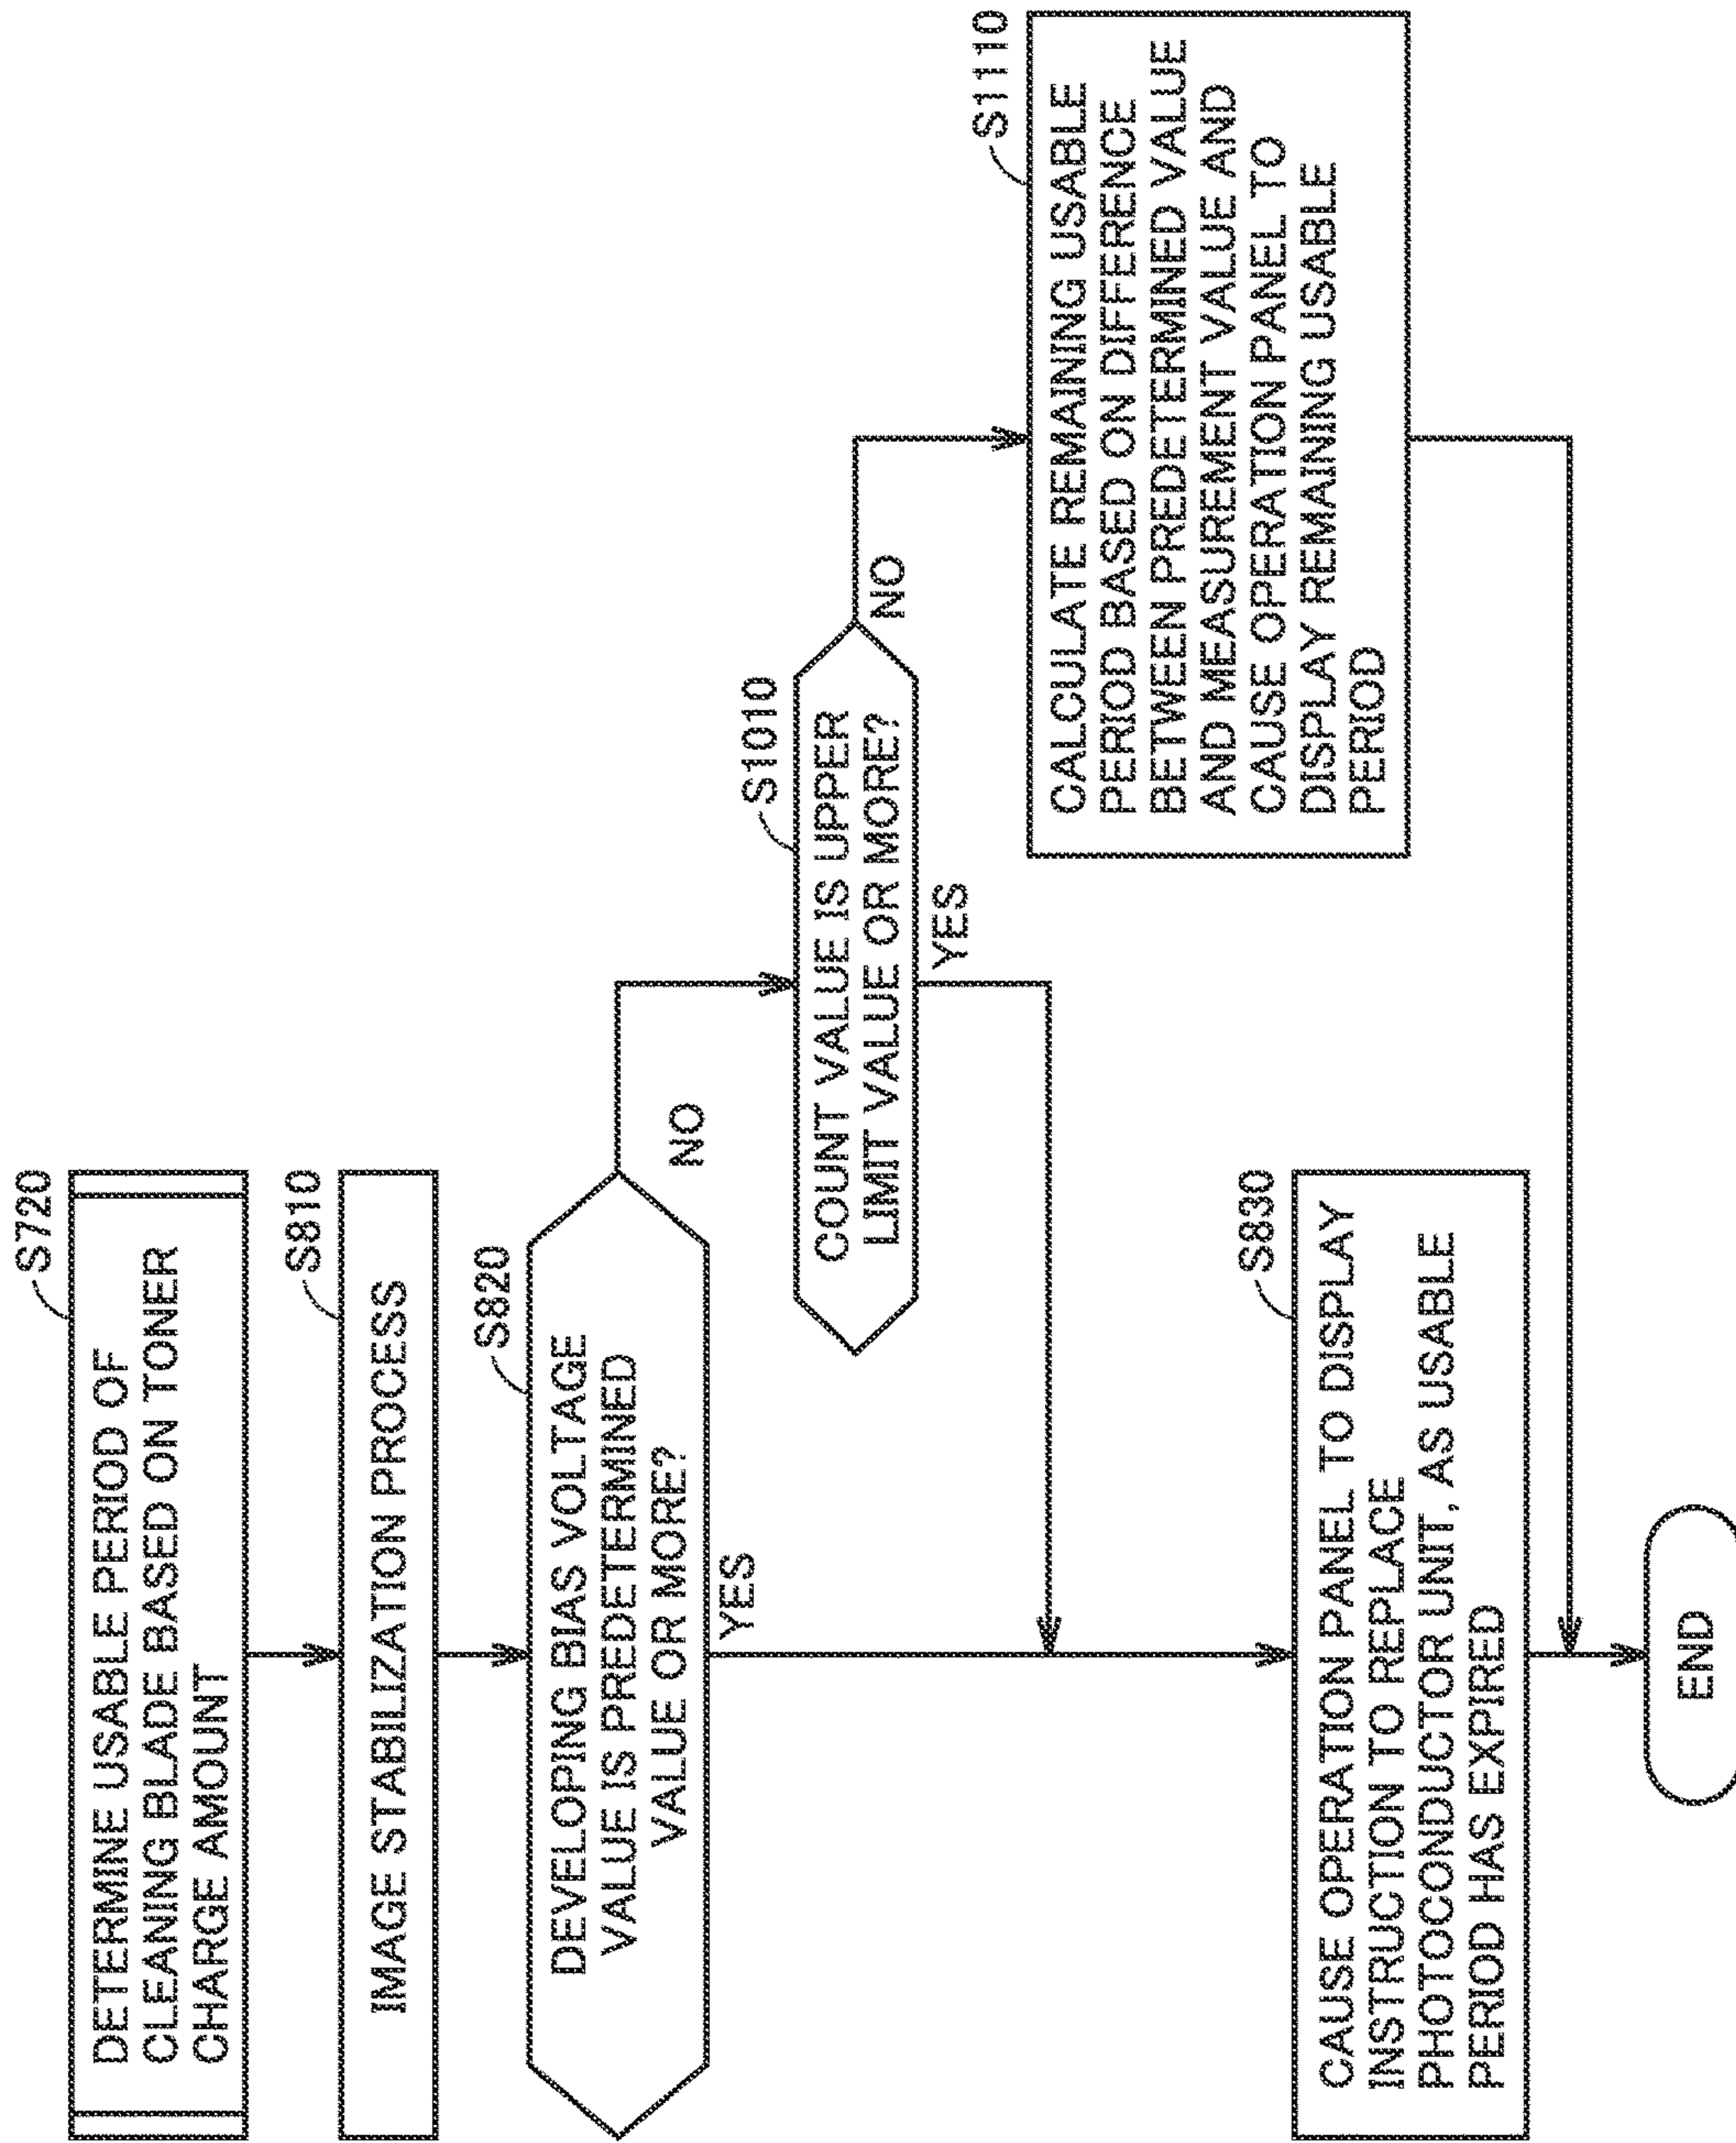 S720
DETERMINE USABLE PERIOD OF
CLEANING BLADE BASED ON TONER
CHARGE AMOUNT
S810
IMAGE STABILIZATION PROCESS
S820
DEVELOPING BIAS VOLTAGE
VALUE IS PREDETERMINED
VALUE OR MORE?
NO
YES
S1010
COUNT VALUE IS UPPER
LIMIT VALUE OR MORE?
NO
YES
S1110
CALCULATE REMAINING USABLE
PERIOD BASED ON DIFFERENCE
BETWEEN PREDETERMINED VALUE
AND MEASUREMENT VALUE AND
CAUSE OPERATION PANEL TO
DISPLAY REMAINING USABLE
PERIOD
S830
CAUSE OPERATION PANEL TO DISPLAY
INSTRUCTION TO REPLACE
PHOTOCONDUCTOR UNIT, AS USABLE
PERIOD HAS EXPIRED
END